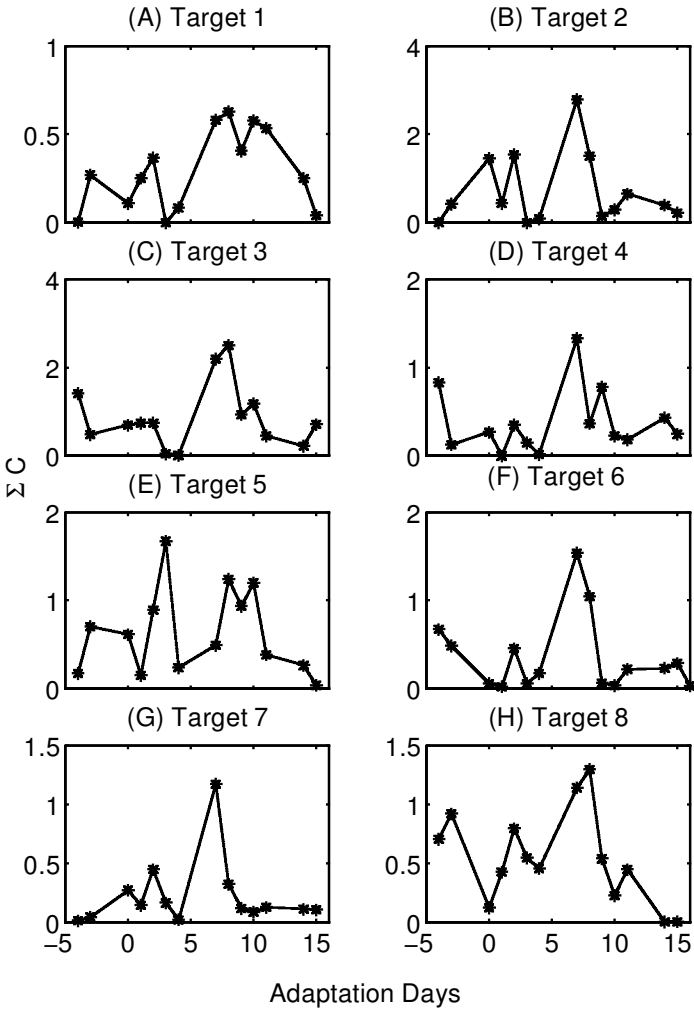 (A) Target 1
(B) Target 2
1
0.5
0
4
2
0
(C) Target 3
(D) Target 4
4
2
0
2
1
0
Σ C
(E) Target 5
(F) Target 6
2
1
0
2
1
0
(G) Target 7
(H) Target 8
1.5
1
0.5
0
−5 0 5 10 15
1.5
1
0.5
0
−5 0 5 10 15
Adaptation Days